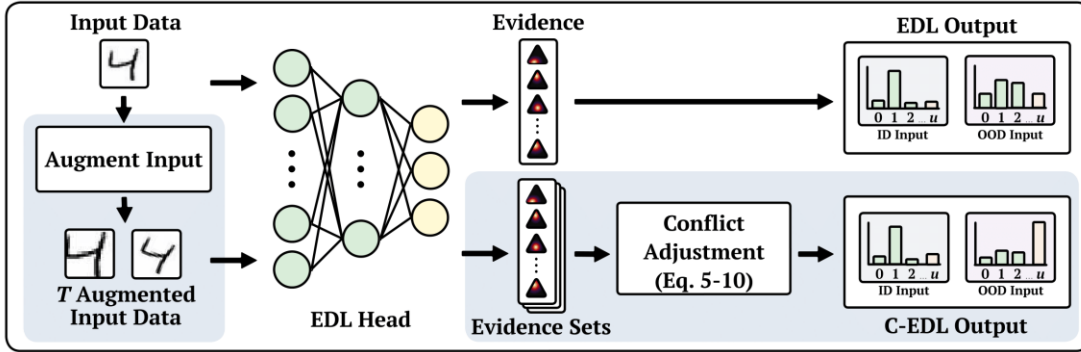 Input Data
Augment Input
T Augmented
Input Data
EDL Head
Evidence
Evidence Sets
Conflict
Adjustment
(Eq. 5-10)
EDL Output
0 1 2 ... u
ID Input
0 1 2 ... u
OOD Input
0 1 2 ... u
ID Input
0 1 2 ... u
OOD Input
C-EDL Output